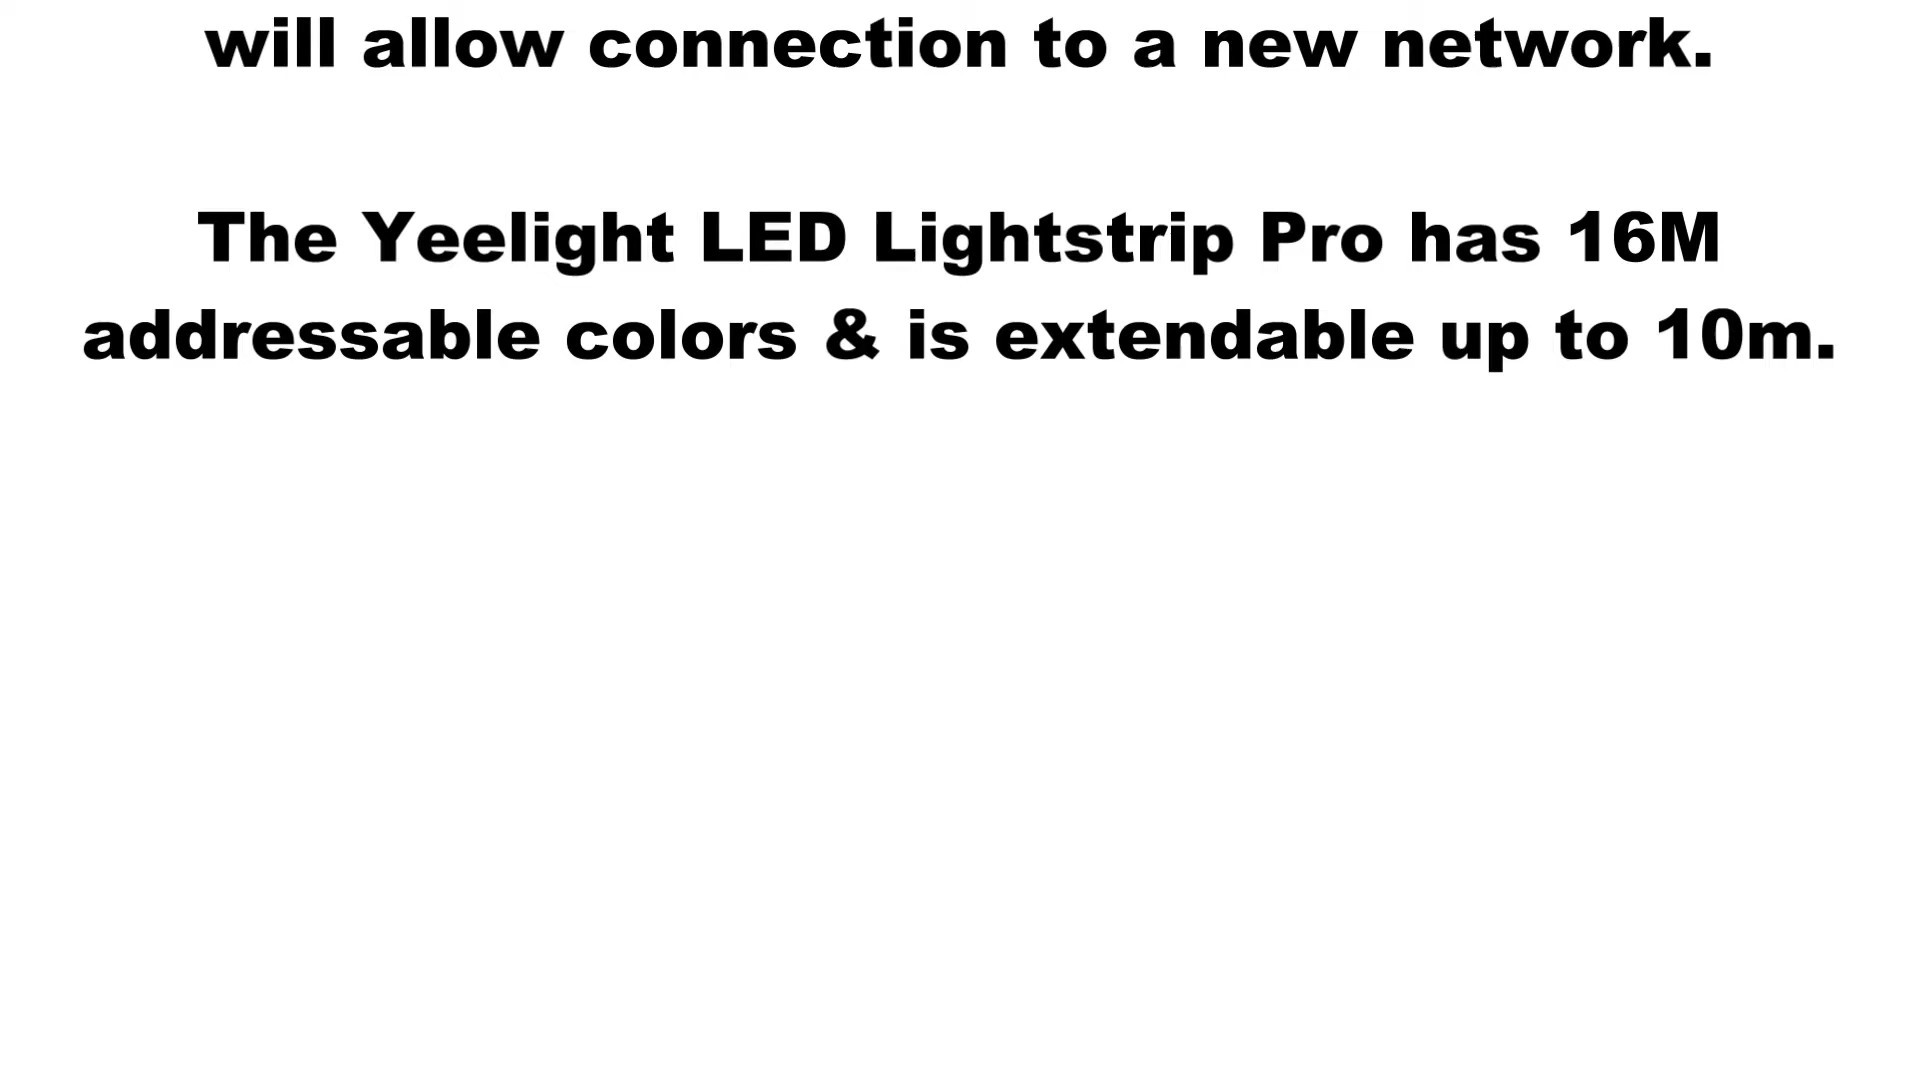 will allow connection to a new network.
The Yeelight LED Lightstrip Pro has 16M
addressable colors & is extendable up to 10m.